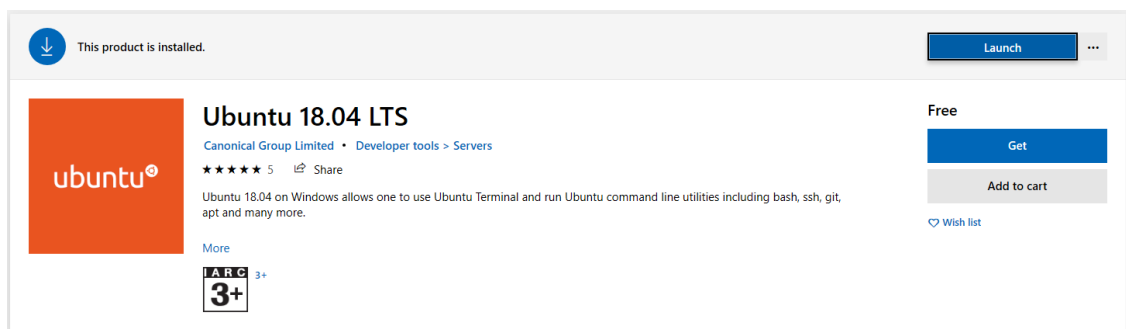 This product is installed.
Launch
...
Ubuntu 18.04 LTS
Canonical Group Limited • Developer tools > Servers
★★★★★ 5 Share
Ubuntu 18.04 on Windows allows one to use Ubuntu Terminal and run Ubuntu command line utilities including bash, ssh, git,
apt and many more.
More
ubuntu
IARC
3+
3+
Free
Get
Add to cart
Wish list